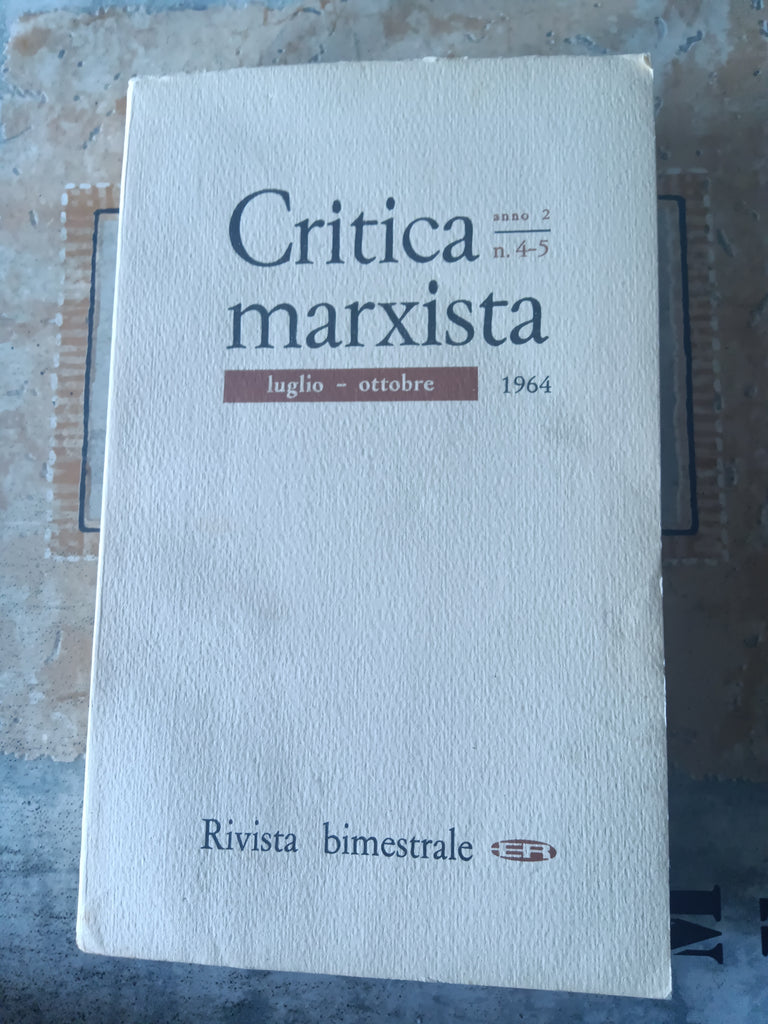 Critica
anno 2
n. 4-5
marxista
luglio - ottobre 1964
Rivista bimestrale ER
M